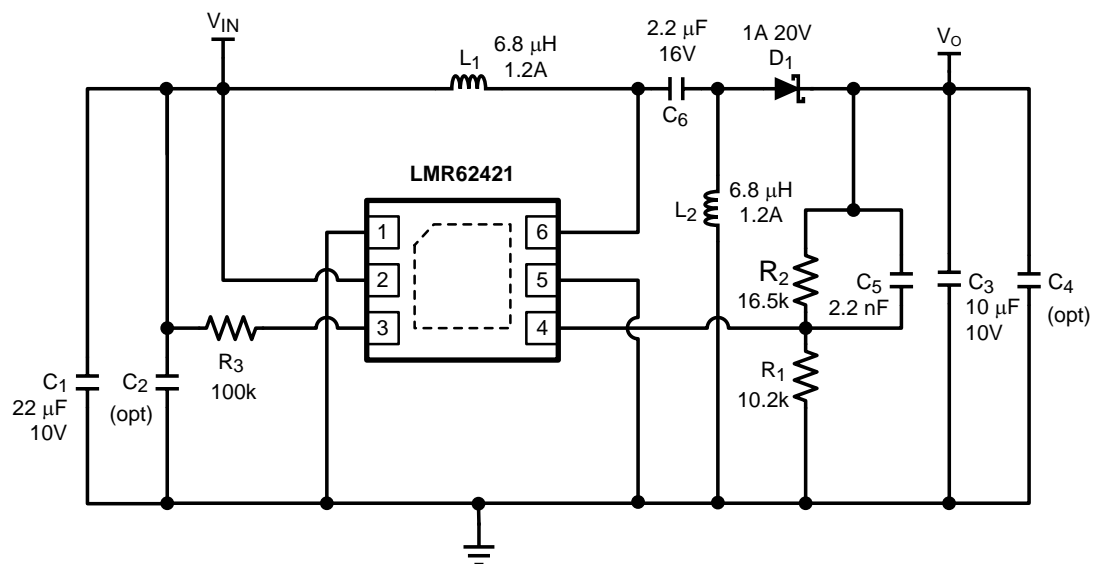 V_IN
L1
6.8 μH
1.2A
2.2 μF
16V
C6
1A 20V
D1
V_O
LMR62421
1
2
3
6
5
4
L2
6.8 μH
1.2A
R2
16.5k
C5
2.2 nF
C3
10 μF
10V
C4
(opt)
R3
100k
C1
22 μF
10V
C2
(opt)
R1
10.2k